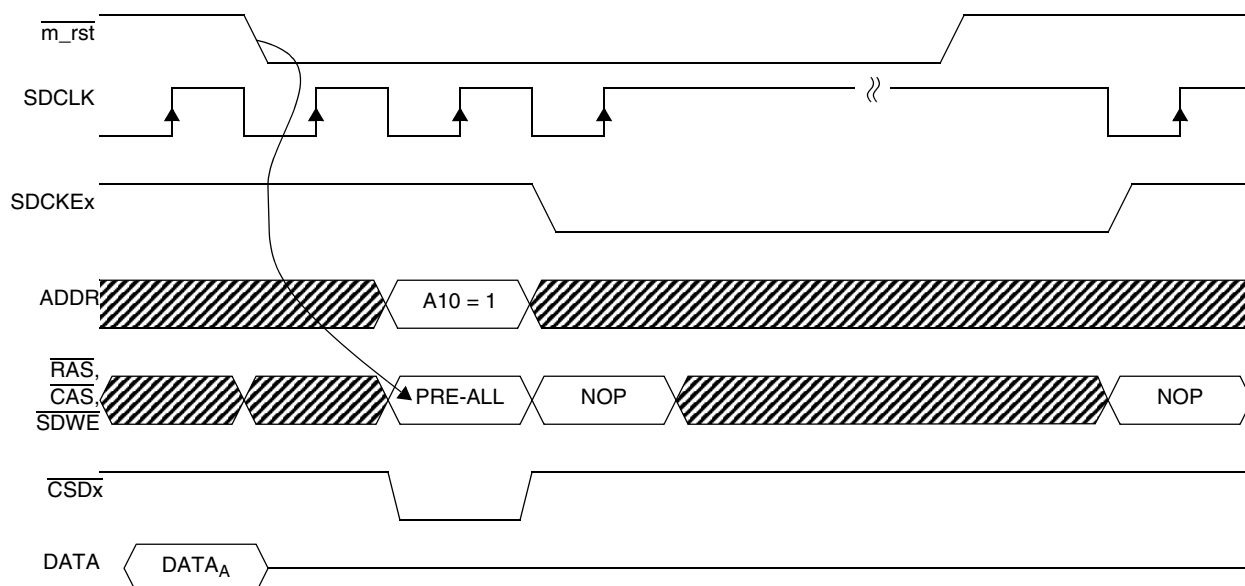 m_rst
SDCLK
SDCKEx
ADDR A10 = 1
RAS,
CAS,
SDWE
PRE-ALL NOP NOP
CSDx
DATA DATAA